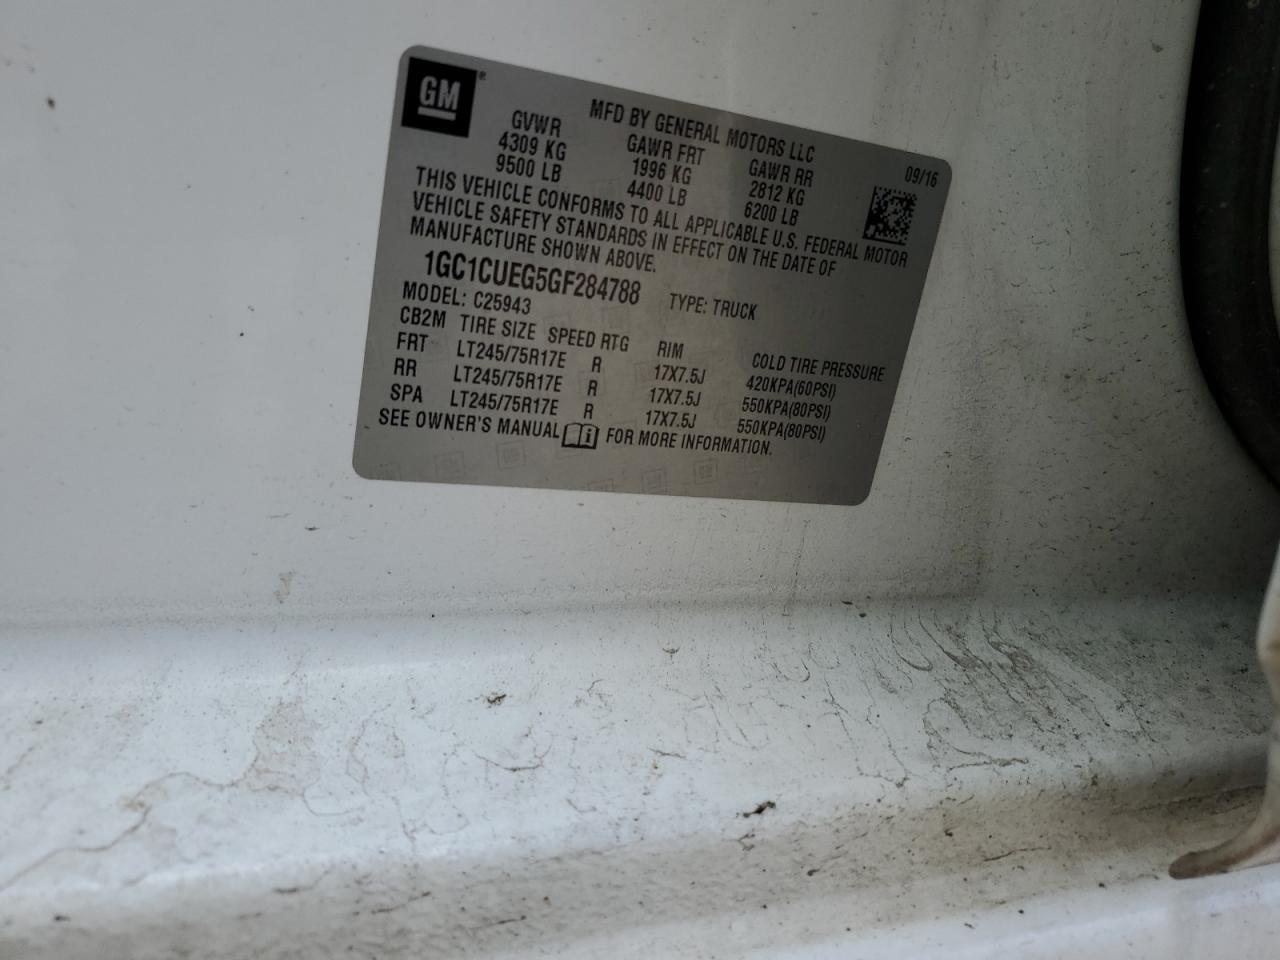 GM®
MFD BY GENERAL MOTORS LLC
09/16
GVWR GAWR FRT GAWR RR
4309 KG 1996 KG 2812 KG
9500 LB 4400 LB 6200 LB
THIS VEHICLE CONFORMS TO ALL APPLICABLE U.S. FEDERAL MOTOR
VEHICLE SAFETY STANDARDS IN EFFECT ON THE DATE OF
MANUFACTURE SHOWN ABOVE.
1GC1CUEG5GF284788 TYPE: TRUCK
MODEL: C25943
CB2M TIRE SIZE SPEED RTG RIM COLD TIRE PRESSURE
FRT LT245/75R17E R 17X7.5J 420KPA(60PSI)
RR LT245/75R17E R 17X7.5J 550KPA(80PSI)
SPA LT245/75R17E R 17X7.5J 550KPA(80PSI)
SEE OWNER'S MANUAL FOR MORE INFORMATION.